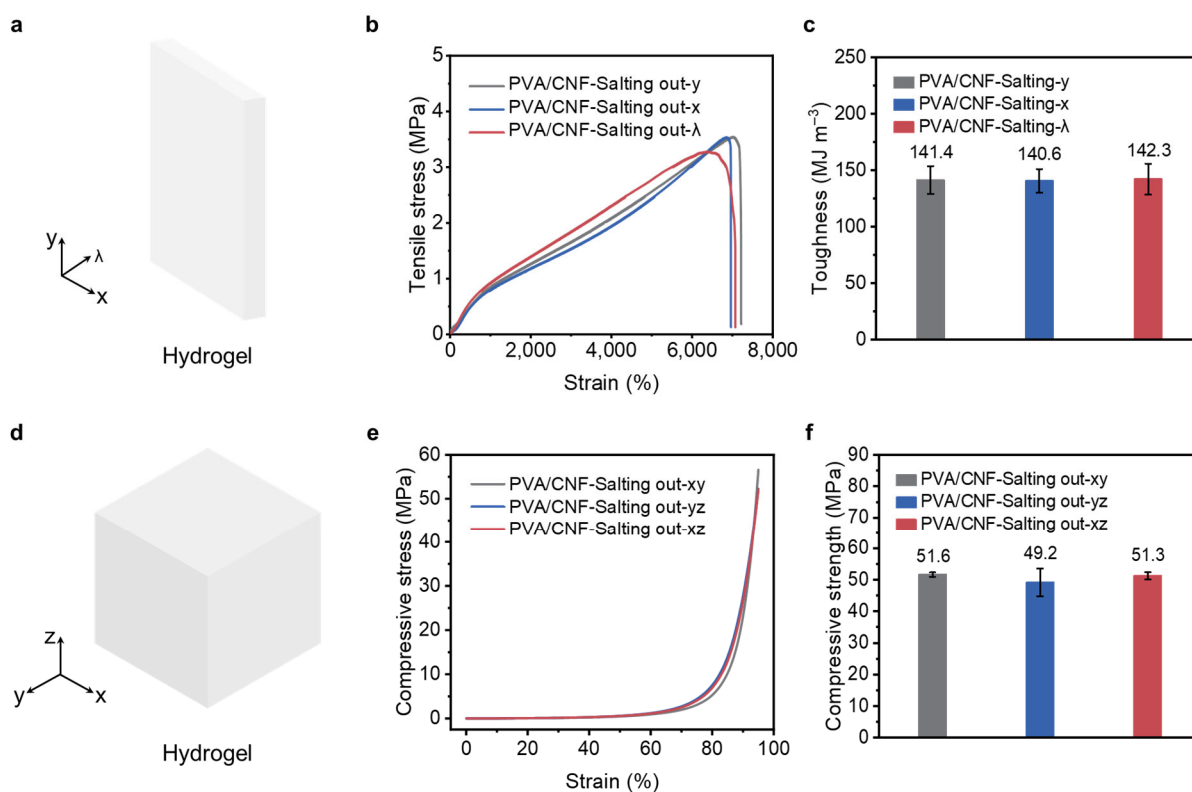 a
y
λ
x
Hydrogel
b
Tensile stress (MPa)
5
4
3
2
1
0
PVA/CNF-Salting out-y
PVA/CNF-Salting out-x
PVA/CNF-Salting out-λ
0
2,000
4,000
6,000
8,000
Strain (%)
c
Toughness (MJ m⁻³)
250
200
150
100
50
0
PVA/CNF-Salting-y
PVA/CNF-Salting-x
PVA/CNF-Salting-λ
141.4
140.6
142.3
d
z
y
x
Hydrogel
e
Compressive stress (MPa)
60
50
40
30
20
10
0
PVA/CNF-Salting out-xy
PVA/CNF-Salting out-yz
PVA/CNF-Salting out-xz
0
20
40
60
80
100
Strain (%)
f
Compressive strength (MPa)
90
80
70
60
50
40
30
20
10
0
PVA/CNF-Salting out-xy
PVA/CNF-Salting out-yz
PVA/CNF-Salting out-xz
51.6
49.2
51.3